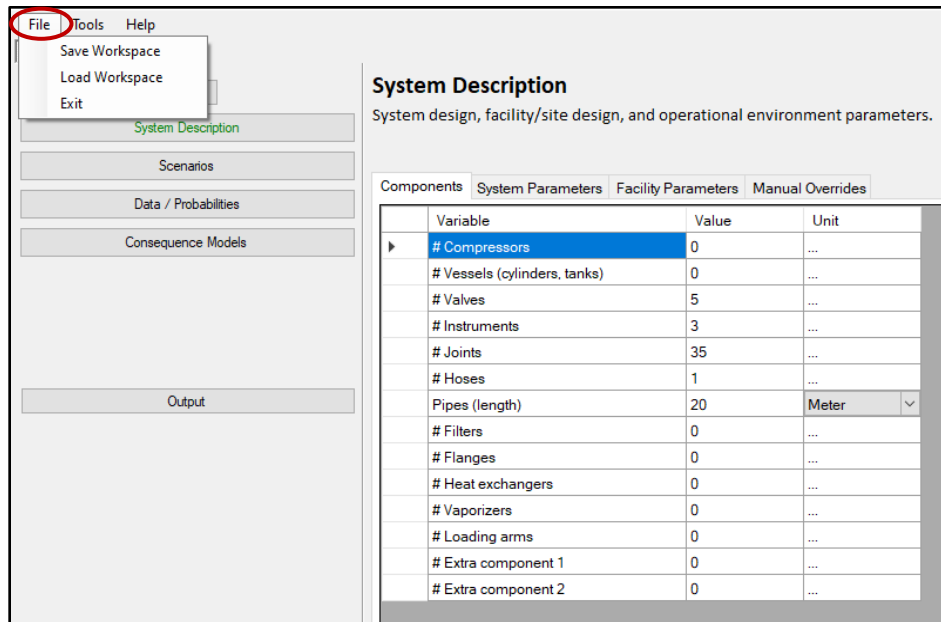 File Tools Help
Save Workspace
Load Workspace
Exit
System Description
Scenarios
Data / Probabilities
Consequence Models
Output
System Description
System design, facility/site design, and operational environment parameters.
Components System Parameters Facility Parameters Manual Overrides
Variable Value Unit
# Compressors 0 ...
# Vessels (cylinders, tanks) 0 ...
# Valves 5 ...
# Instruments 3 ...
# Joints 35 ...
# Hoses 1 ...
Pipes (length) 20 Meter
# Filters 0 ...
# Flanges 0 ...
# Heat exchangers 0 ...
# Vaporizers 0 ...
# Loading arms 0 ...
# Extra component 1 0 ...
# Extra component 2 0 ...